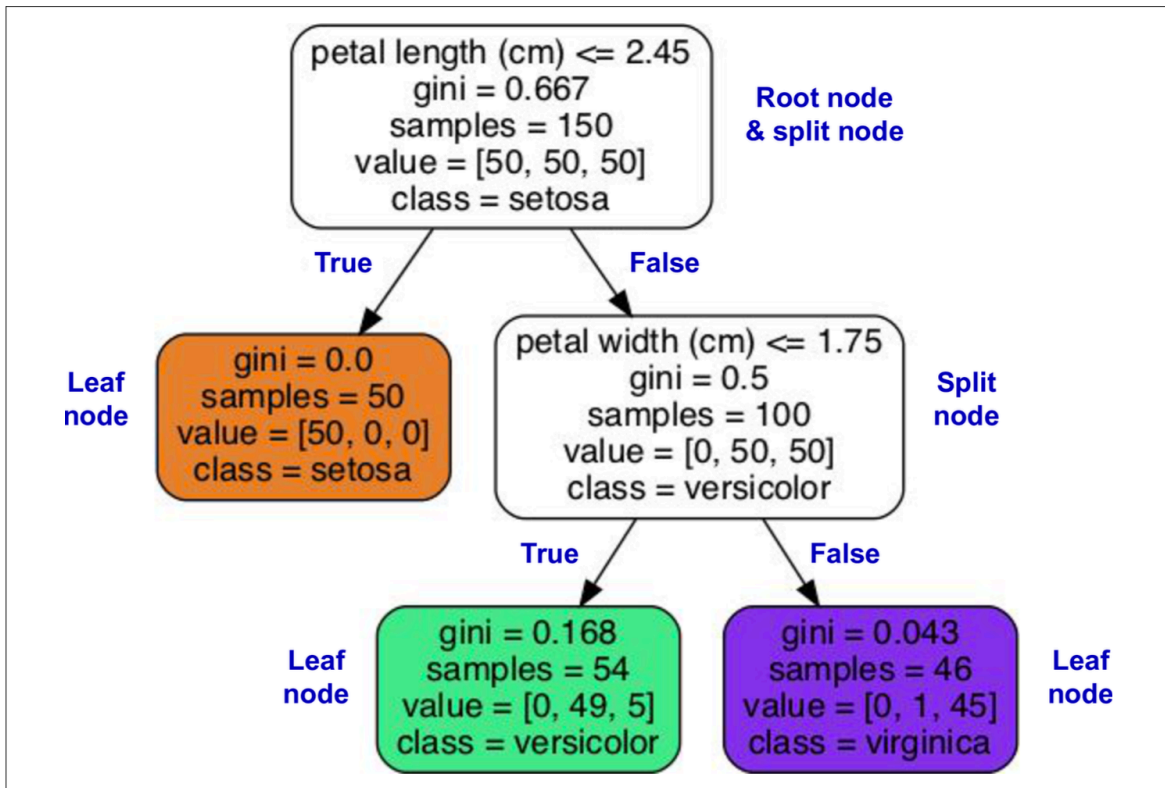 petal length (cm) <= 2.45
gini = 0.667
samples = 150
value = [50, 50, 50]
class = setosa
Root node
& split node
True
False
Leaf
node
gini = 0.0
samples = 50
value = [50, 0, 0]
class = setosa
petal width (cm) <= 1.75
gini = 0.5
samples = 100
value = [0, 50, 50]
class = versicolor
Split
node
True
False
Leaf
node
gini = 0.168
samples = 54
value = [0, 49, 5]
class = versicolor
gini = 0.043
samples = 46
value = [0, 1, 45]
class = virginica
Leaf
node